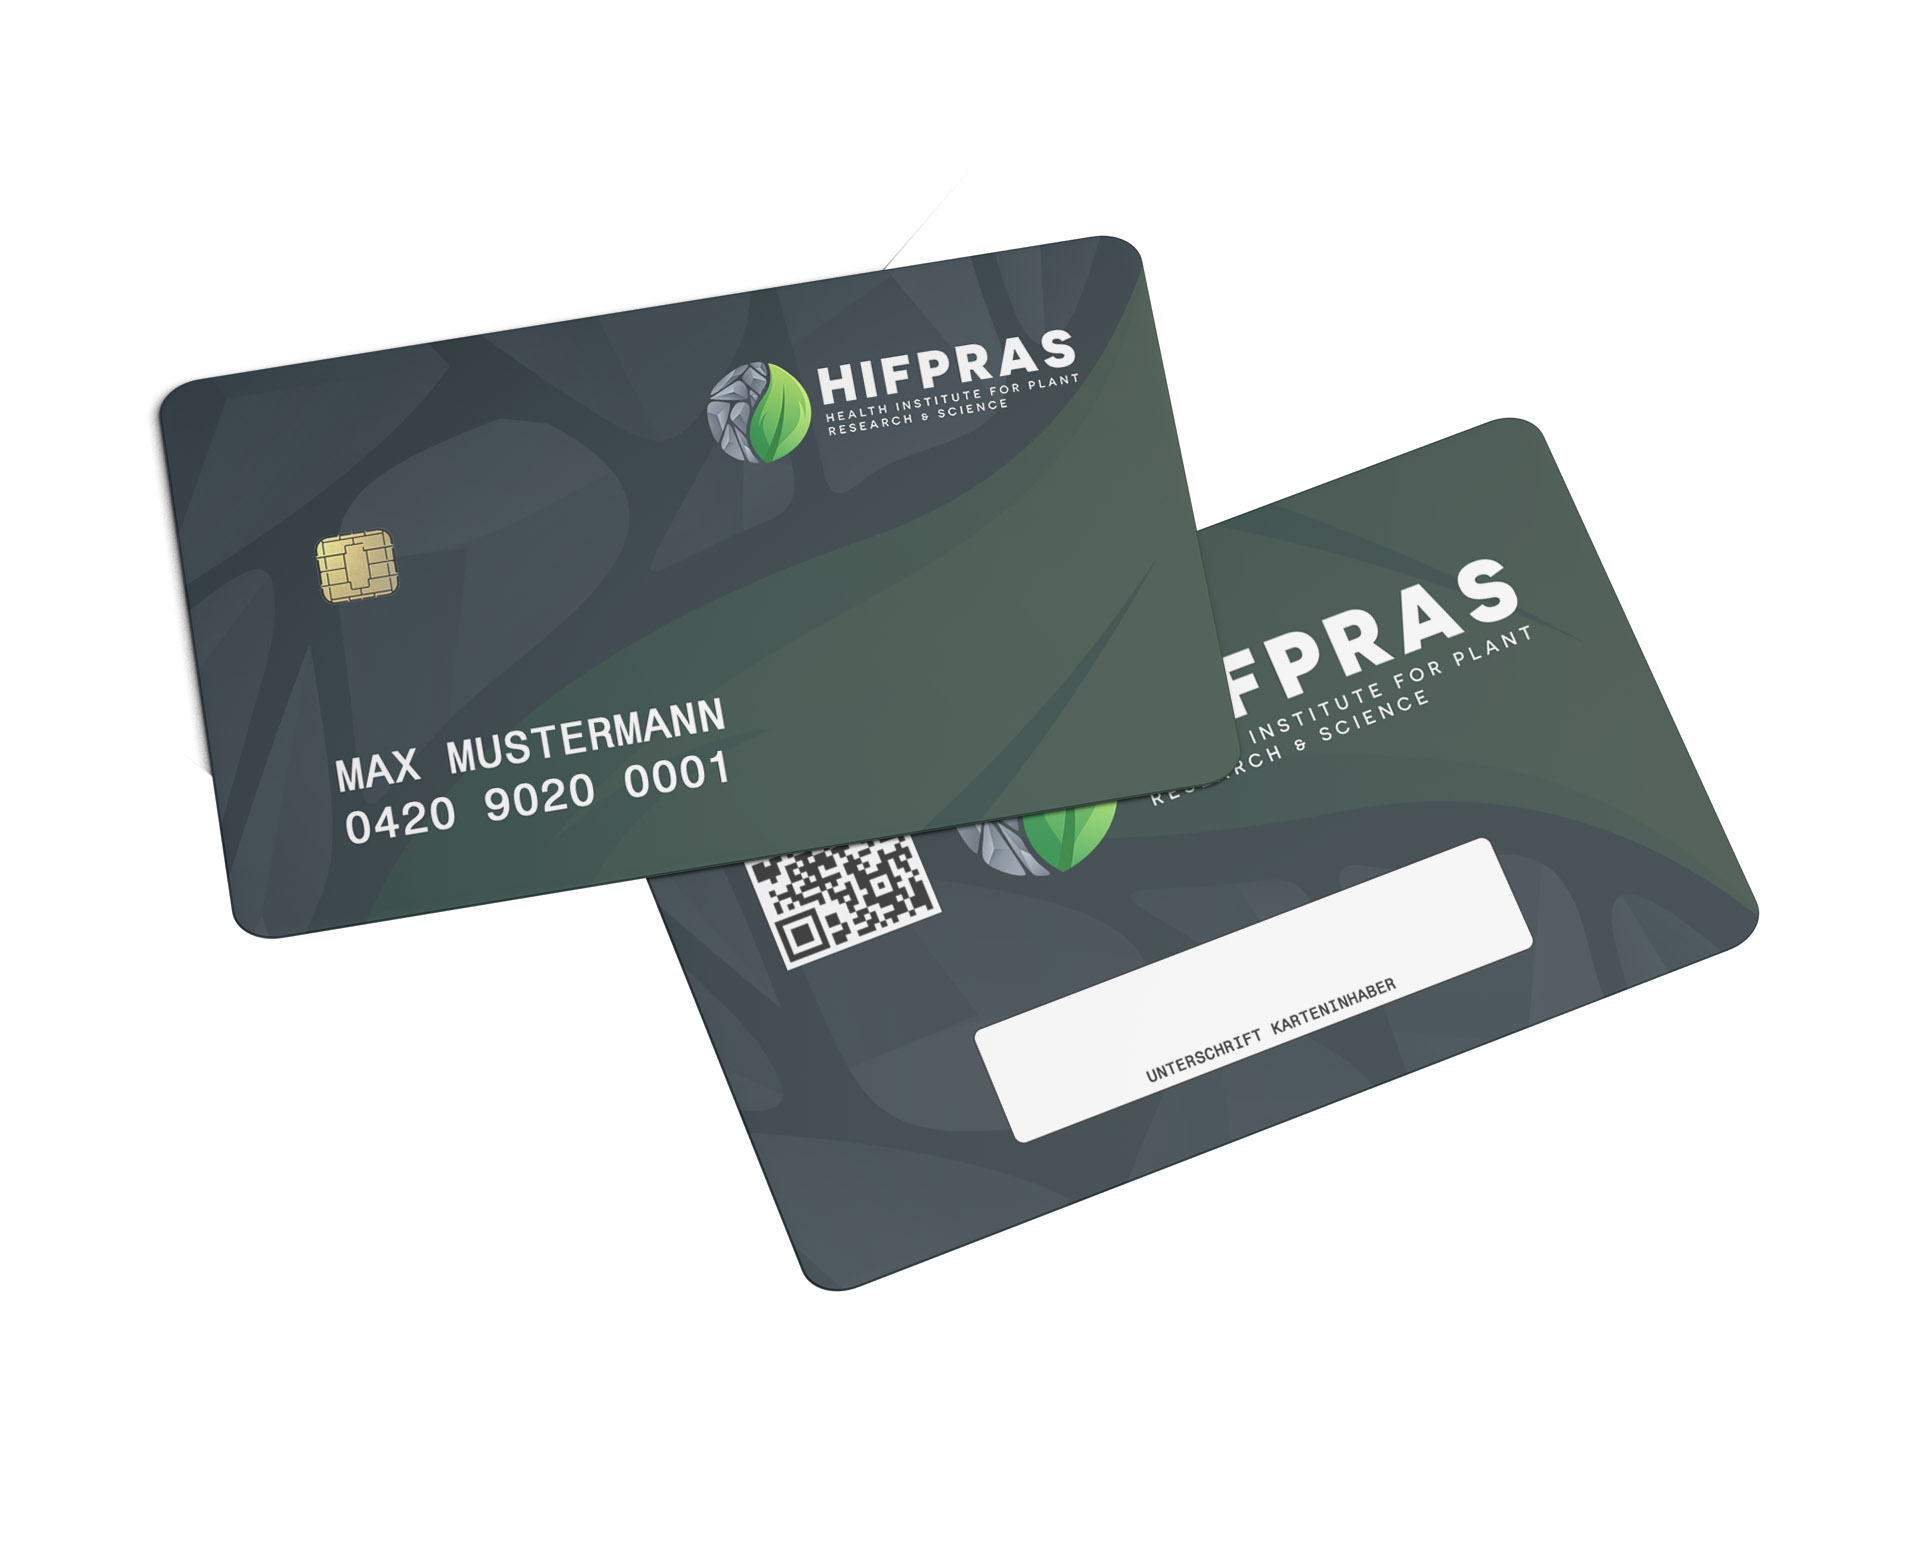 HIFPRAS
HEALTH INSTITUTE FOR PLANT
RESEARCH & SCIENCE
MAX MUSTERMANN
0420 9020 0001
FPRAS
INSTITUTE FOR PLANT
& SCIENCE
UNTERSCHRIFT KARTENINHABER